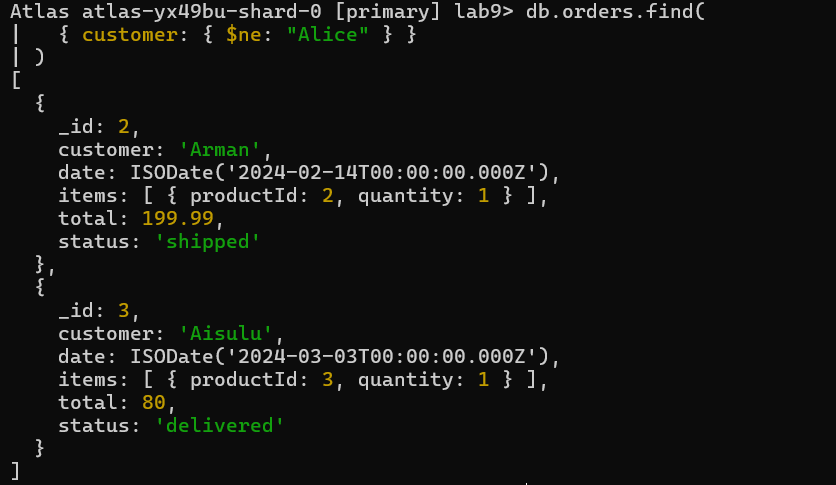 Atlas atlas-yx49bu-shard-0 [primary] lab9> db.orders.find(
|   { customer: { $ne: "Alice" } }
| )
[
  {
    _id: 2,
    customer: 'Arman',
    date: ISODate('2024-02-14T00:00:00.000Z'),
    items: [ { productId: 2, quantity: 1 } ],
    total: 199.99,
    status: 'shipped'
  },
  {
    _id: 3,
    customer: 'Aisulu',
    date: ISODate('2024-03-03T00:00:00.000Z'),
    items: [ { productId: 3, quantity: 1 } ],
    total: 80,
    status: 'delivered'
  }
]